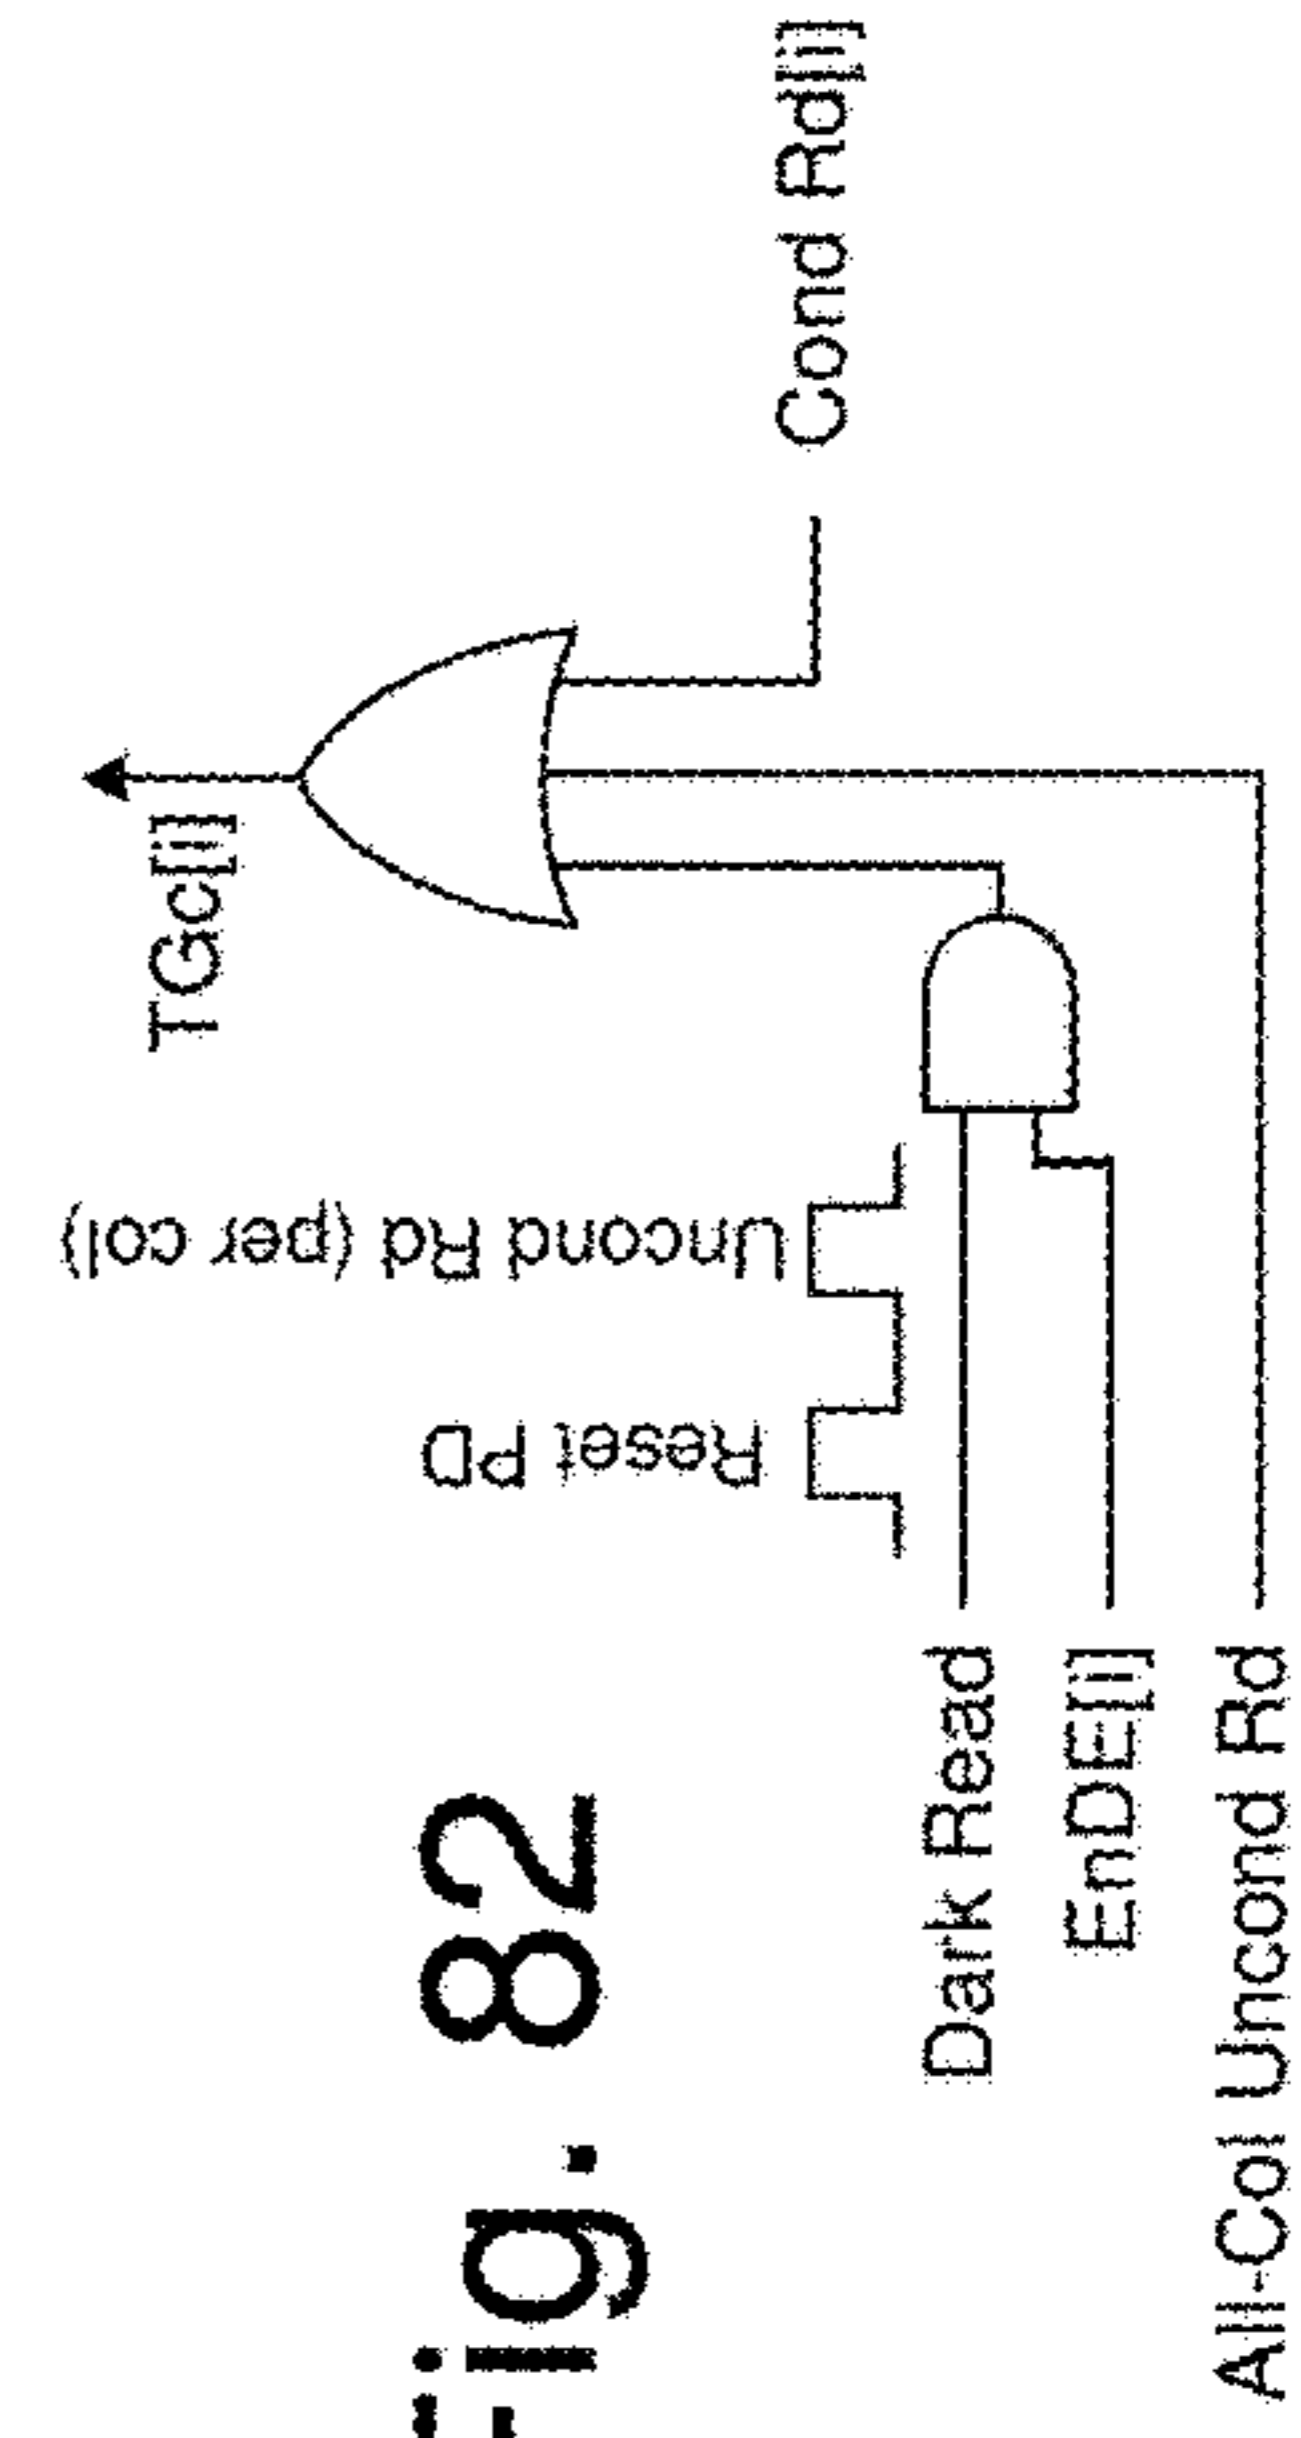 TGc[i]
Cond Rd[i]
Uncond Rd (per col)
Reset PD
Dark Read
EnDE[i]
All-Col Uncond Rd
Fig. 82